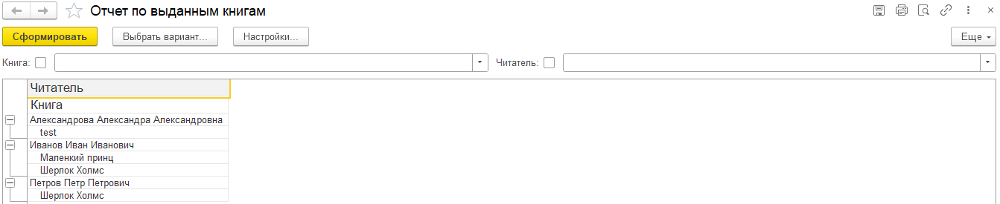 Отчет по выданным книгам
Сформировать Выбрать вариант... Настройки... Еще
Книга: Читатель:
Читатель
Книга
Александрова Александра Александровна
test
Иванов Иван Иванович
Маленкий принц
Шерлок Холмс
Петров Петр Петрович
Шерлок Холмс